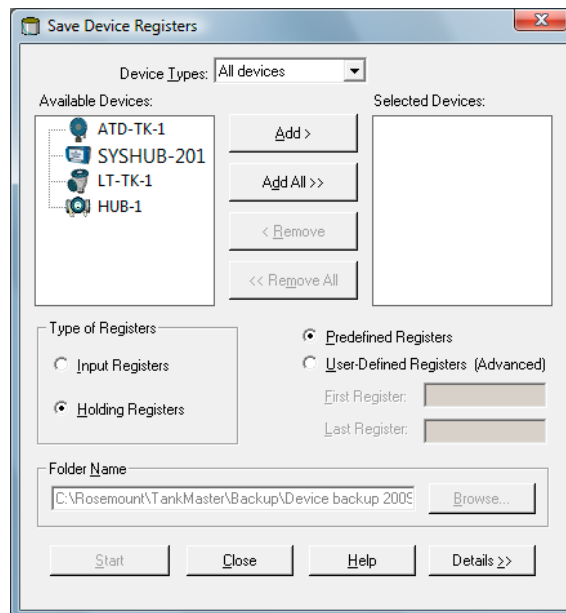 Save Device Registers
Device Types: All devices
Available Devices:
Selected Devices:
ATD-TK-1
SYSHUB-201
LT-TK-1
HUB-1
Add >
Add All >>
< Remove
<< Remove All
Type of Registers
Input Registers
Holding Registers
Predefined Registers
User-Defined Registers (Advanced)
First Register:
Last Register:
Folder Name
C:\Rosemount\TankMaster\Backup\Device backup 2009
Browse...
Start
Close
Help
Details >>